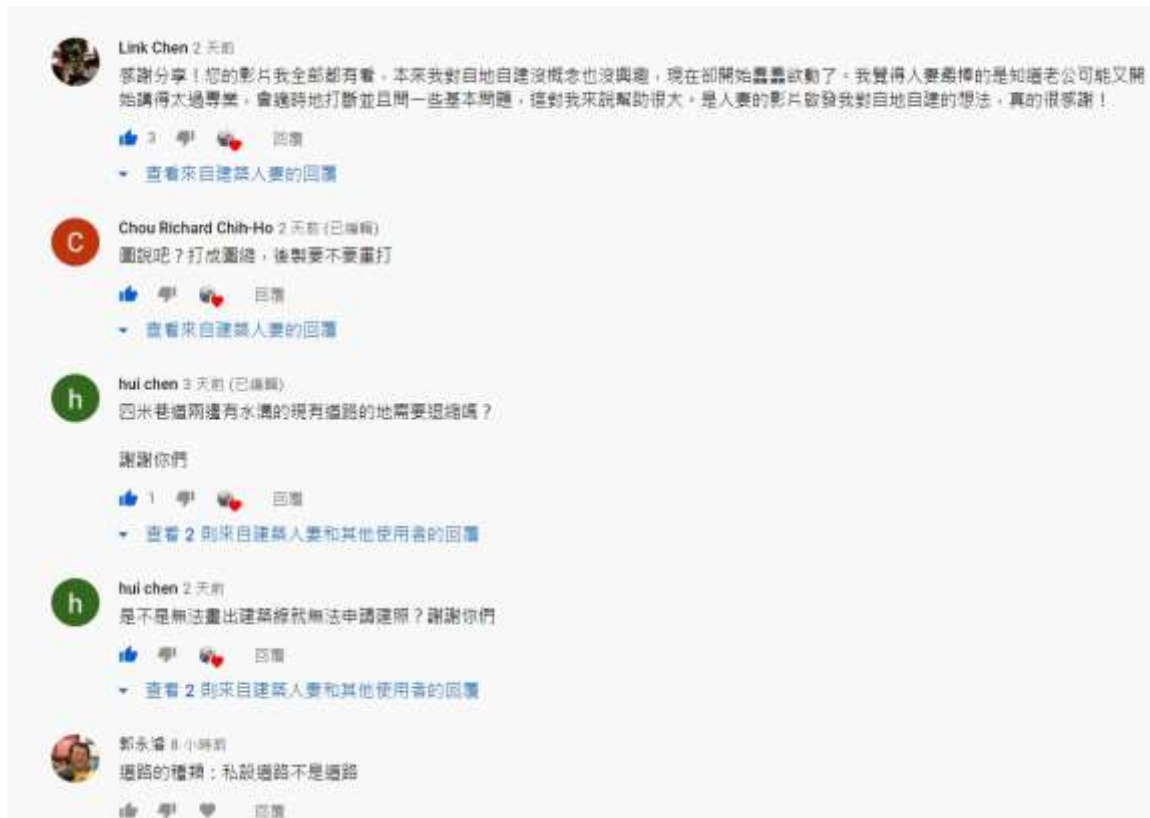 Link Chen 2 天前
感謝分享！您的影片我全部都有看，本來我對自地自建沒概念也沒興趣，現在卻開始蠢蠢欲動了。我覺得人妻最棒的是知道老公可能又開
始講得太過專業，會適時地打斷並且問一些基本問題，這對我來說幫助很大。是人妻的影片啟發我對自地自建的想法，真的很感謝！
3 回覆
查看來自建築人妻的回覆
C
Chou Richard Chih-Ho 2 天前 (已編輯)
圖說吧？打成圖縮，後製要不要重打
回覆
查看來自建築人妻的回覆
h
hui chen 3 天前 (已編輯)
四米巷道兩邊有水溝的現有道路的地需要退縮嗎？
謝謝你們
1 回覆
查看 2 則來自建築人妻和其他使用者的回覆
h
hui chen 2 天前
是不是無法畫出建築線就無法申請建照？謝謝你們
回覆
查看 2 則來自建築人妻和其他使用者的回覆
郭永濬 8 小時前
道路的種類：私設道路不是道路
回覆